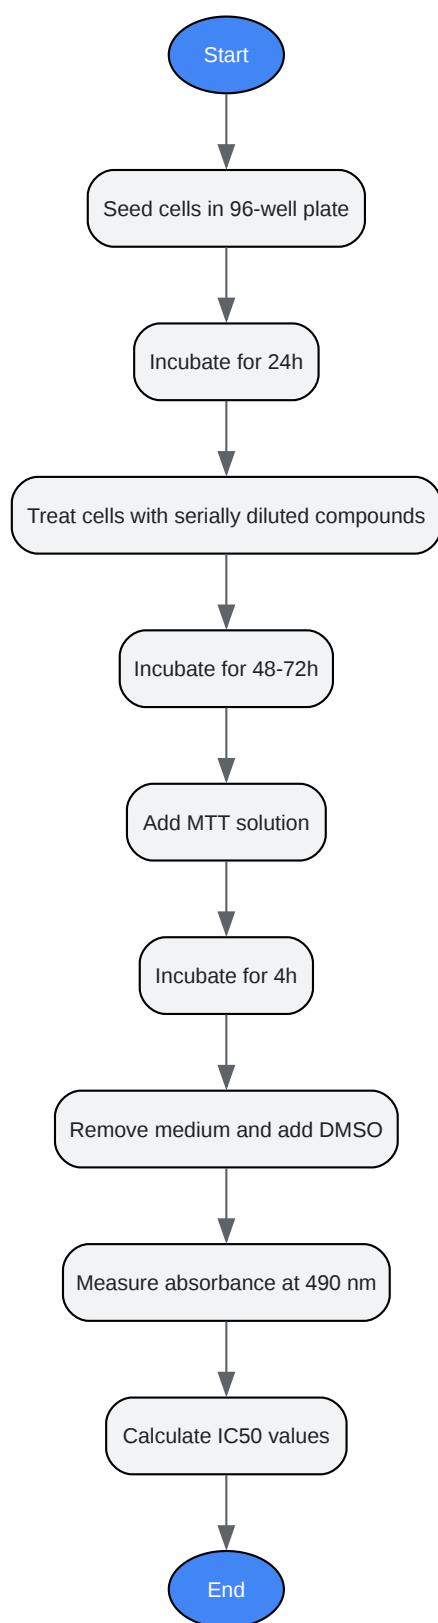 Start
Seed cells in 96-well plate
Incubate for 24h
Treat cells with serially diluted compounds
Incubate for 48-72h
Add MTT solution
Incubate for 4h
Remove medium and add DMSO
Measure absorbance at 490 nm
Calculate IC50 values
End